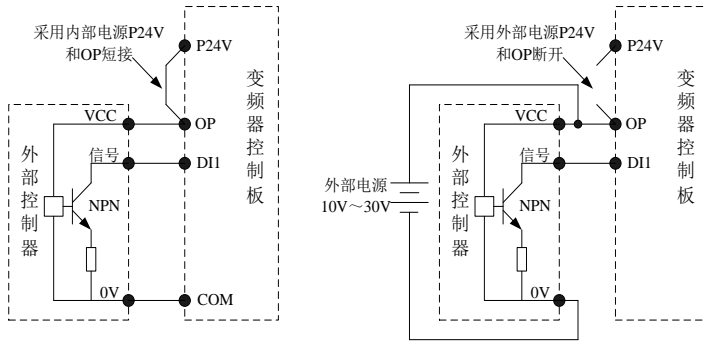 采用内部电源P24V
和OP短接
P24V
VCC
OP
信号
DI1
NPN
0V
COM
外部控制器
变频器控制板
采用外部电源P24V
和OP断开
P24V
VCC
OP
信号
DI1
外部电源
10V～30V
NPN
0V
外部控制器
变频器控制板